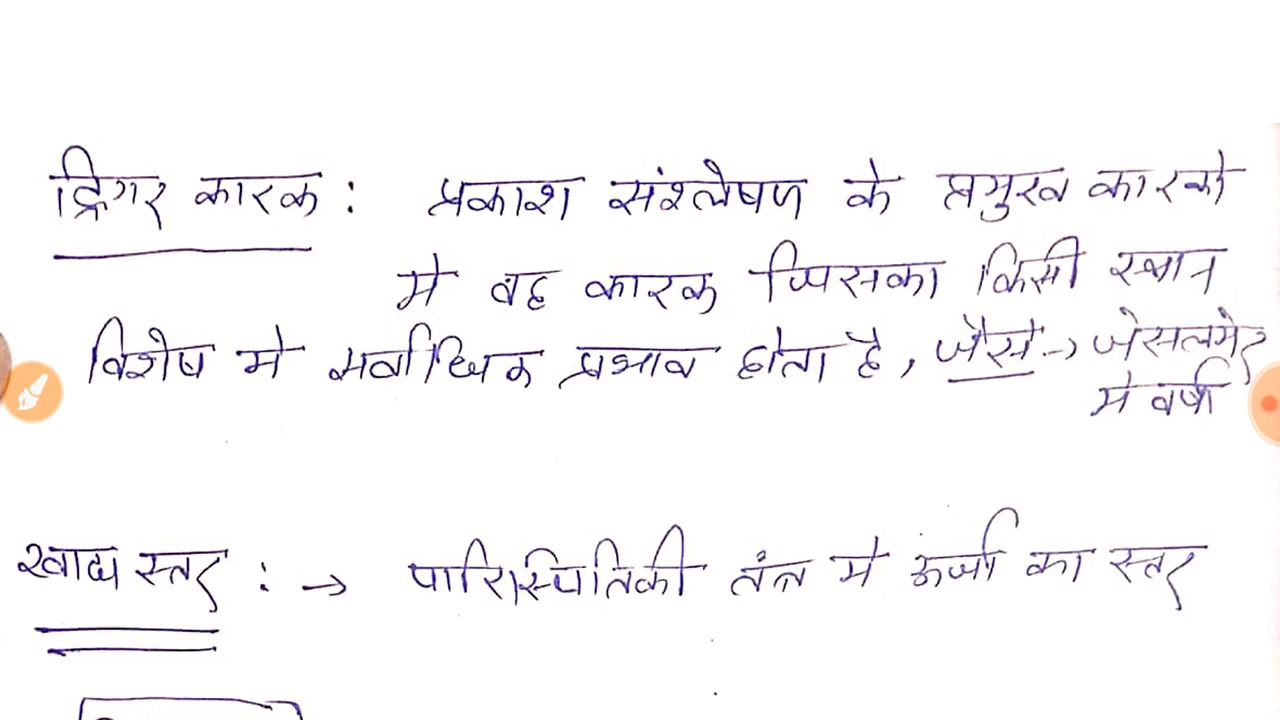 ट्रिगर कारक : प्रकाश संश्लेषण के प्रमुख कारको
मे वह कारक जिसका किसी स्थान
विशेष मे सर्वाधिक प्रभाव होता है, जैसे → जेसलमेर
मे वर्षा
खाद्य स्तर : → पारिस्थितिकी तंत्र मे ऊर्जा का स्तर